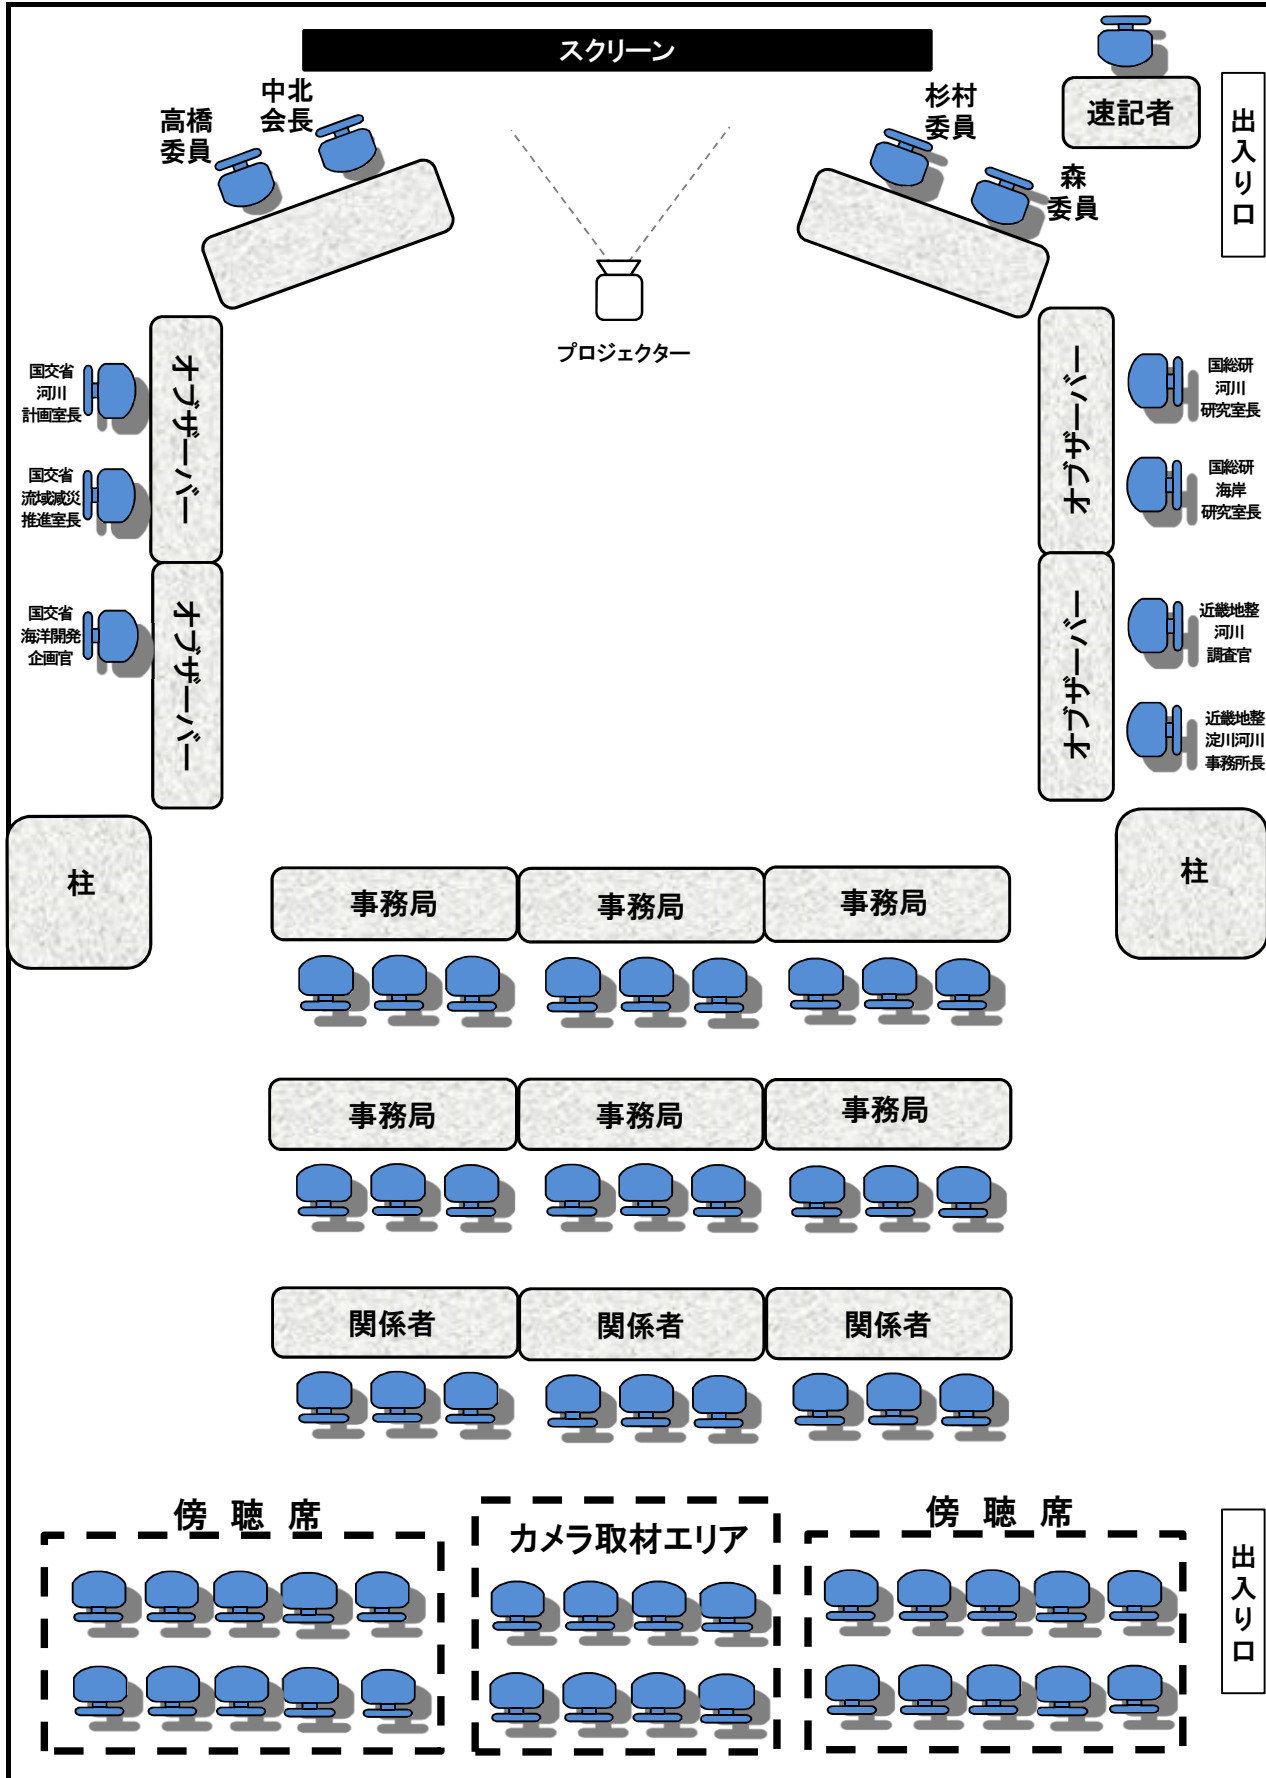 スクリーン
中北
会長
高橋
委員
杉村
委員
森
委員
速記者
出入り口
プロジェクター
国交省
河川
計画室長
国交省
流域減災
推進室長
国交省
海洋開発
企画官
オブザーバー
オブザーバー
オブザーバー
オブザーバー
国総研
河川
研究室長
国総研
海岸
研究室長
近畿地整
河川
調査官
近畿地整
淀川河川
事務所長
柱
柱
事務局
事務局
事務局
事務局
事務局
事務局
関係者
関係者
関係者
傍 聴 席
カメラ取材エリア
傍 聴 席
出入り口